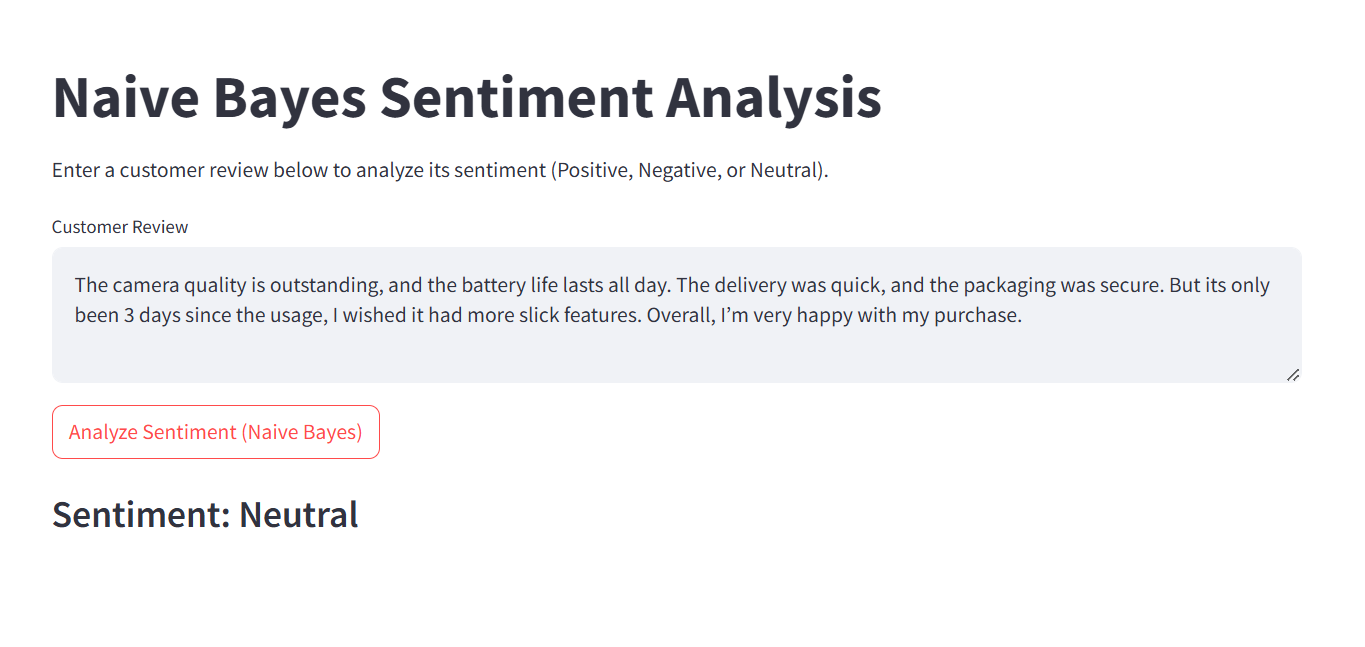 Naive Bayes Sentiment Analysis
Enter a customer review below to analyze its sentiment (Positive, Negative, or Neutral).
Customer Review
The camera quality is outstanding, and the battery life lasts all day. The delivery was quick, and the packaging was secure. But its only
been 3 days since the usage, I wished it had more slick features. Overall, I’m very happy with my purchase.
Analyze Sentiment (Naive Bayes)
Sentiment: Neutral